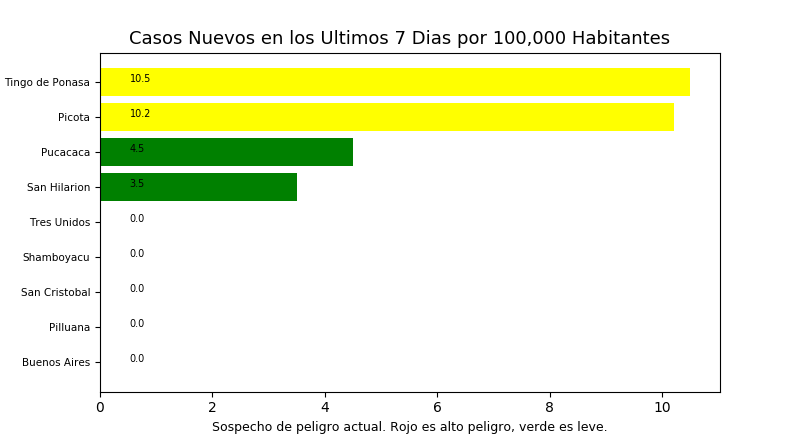 Casos Nuevos en los Ultimos 7 Dias por 100,000 Habitantes
Tingo de Ponasa 10.5
Picota 10.2
Pucacaca 4.5
San Hilarion 3.5
Tres Unidos 0.0
Shamboyacu 0.0
San Cristobal 0.0
Pilluana 0.0
Buenos Aires 0.0
0 2 4 6 8 10
Sospecho de peligro actual. Rojo es alto peligro, verde es leve.